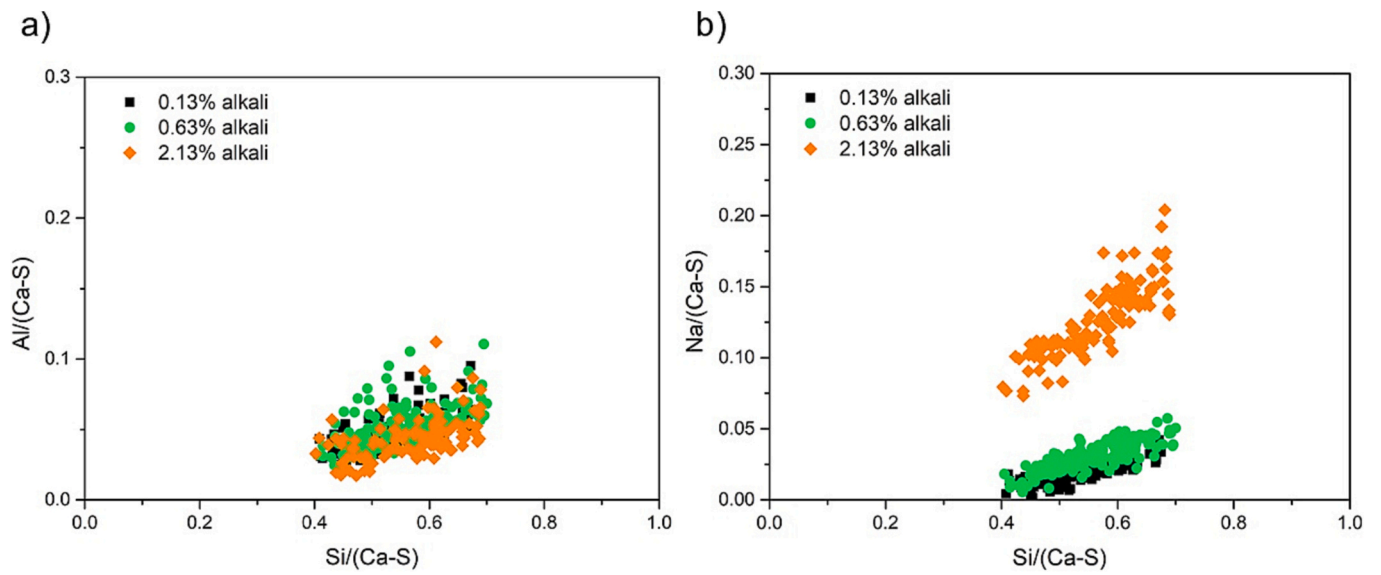 a)
0.3
0.13% alkali
0.63% alkali
2.13% alkali
0.2
Al/(Ca-S)
0.1
0.0
0.0 0.2 0.4 0.6 0.8 1.0
Si/(Ca-S)
b)
0.30
0.13% alkali
0.63% alkali
2.13% alkali
0.25
0.20
Na/(Ca-S)
0.15
0.10
0.05
0.00
0.0 0.2 0.4 0.6 0.8 1.0
Si/(Ca-S)